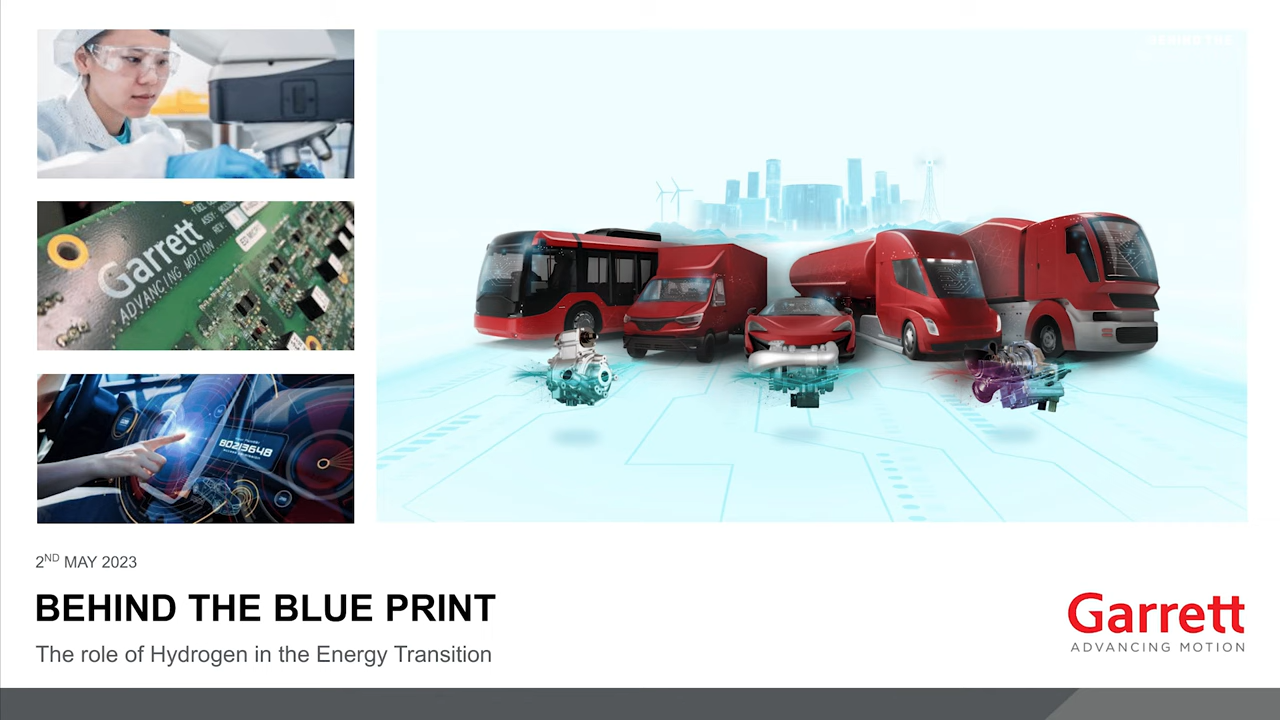 Garrett
ADVANCING MOTION
80213648
2ND MAY 2023
BEHIND THE BLUE PRINT
The role of Hydrogen in the Energy Transition
Garrett
ADVANCING MOTION